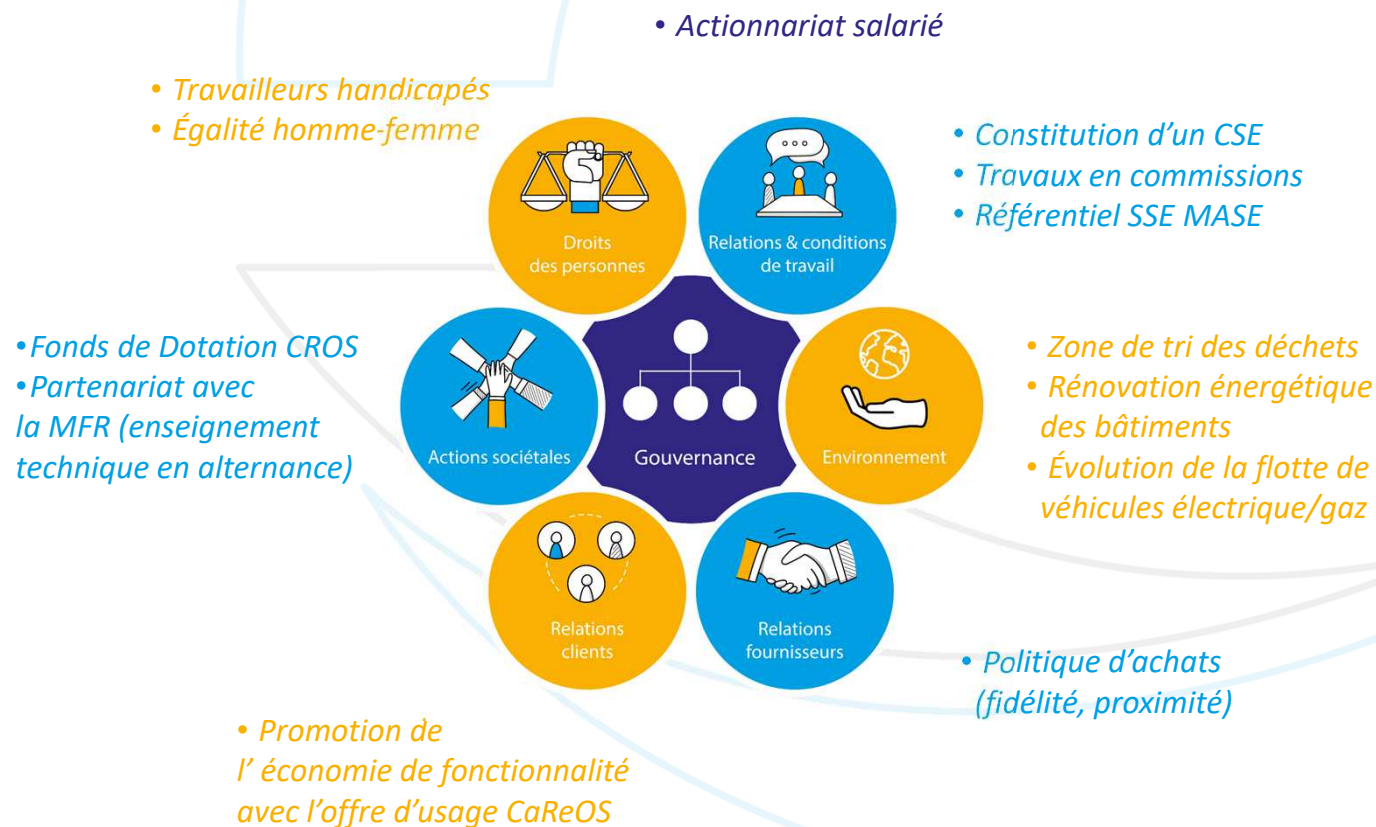 • Actionnariat salarié
• Travailleurs handicapés
• Égalité homme-femme
• Constitution d’un CSE
• Travaux en commissions
• Référentiel SSE MASE
Droits
des personnes
Relations & conditions
de travail
•Fonds de Dotation CROS
•Partenariat avec
la MFR (enseignement
technique en alternance)
• Zone de tri des déchets
• Rénovation énergétique
des bâtiments
• Évolution de la flotte de
véhicules électrique/gaz
Actions sociétales
Gouvernance
Environnement
Relations
clients
Relations
fournisseurs
• Politique d’achats
(fidélité, proximité)
• Promotion de
l’ économie de fonctionnalité
avec l’offre d’usage CaReOS